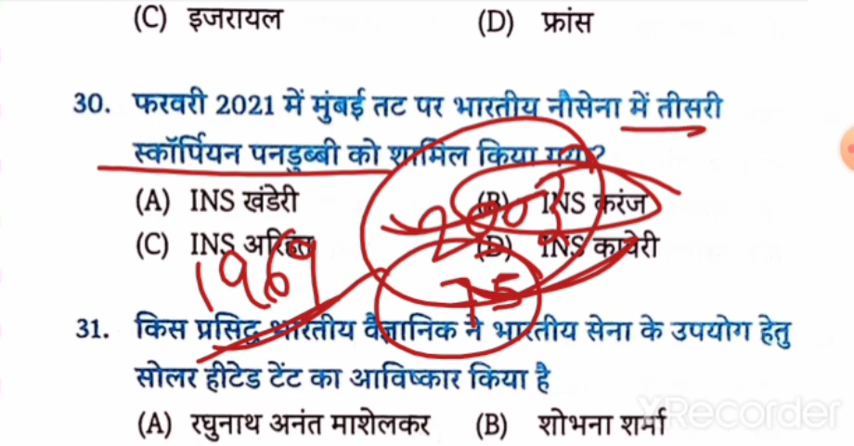 (C) इजरायल (D) फ्रांस
30. फरवरी 2021 में मुंबई तट पर भारतीय नौसेना में तीसरी
स्कॉर्पियन पनडुब्बी को शामिल किया गया?
(A) INS खंडेरी (B) INS करंज
(C) INS अरिहंत (D) INS कावेरी
2003
1969
75
31. किस प्रसिद्ध भारतीय वैज्ञानिक ने भारतीय सेना के उपयोग हेतु
सोलर हीटेड टेंट का आविष्कार किया है
(A) रघुनाथ अनंत माशेलकर (B) शोभना शर्मा
XRecorder